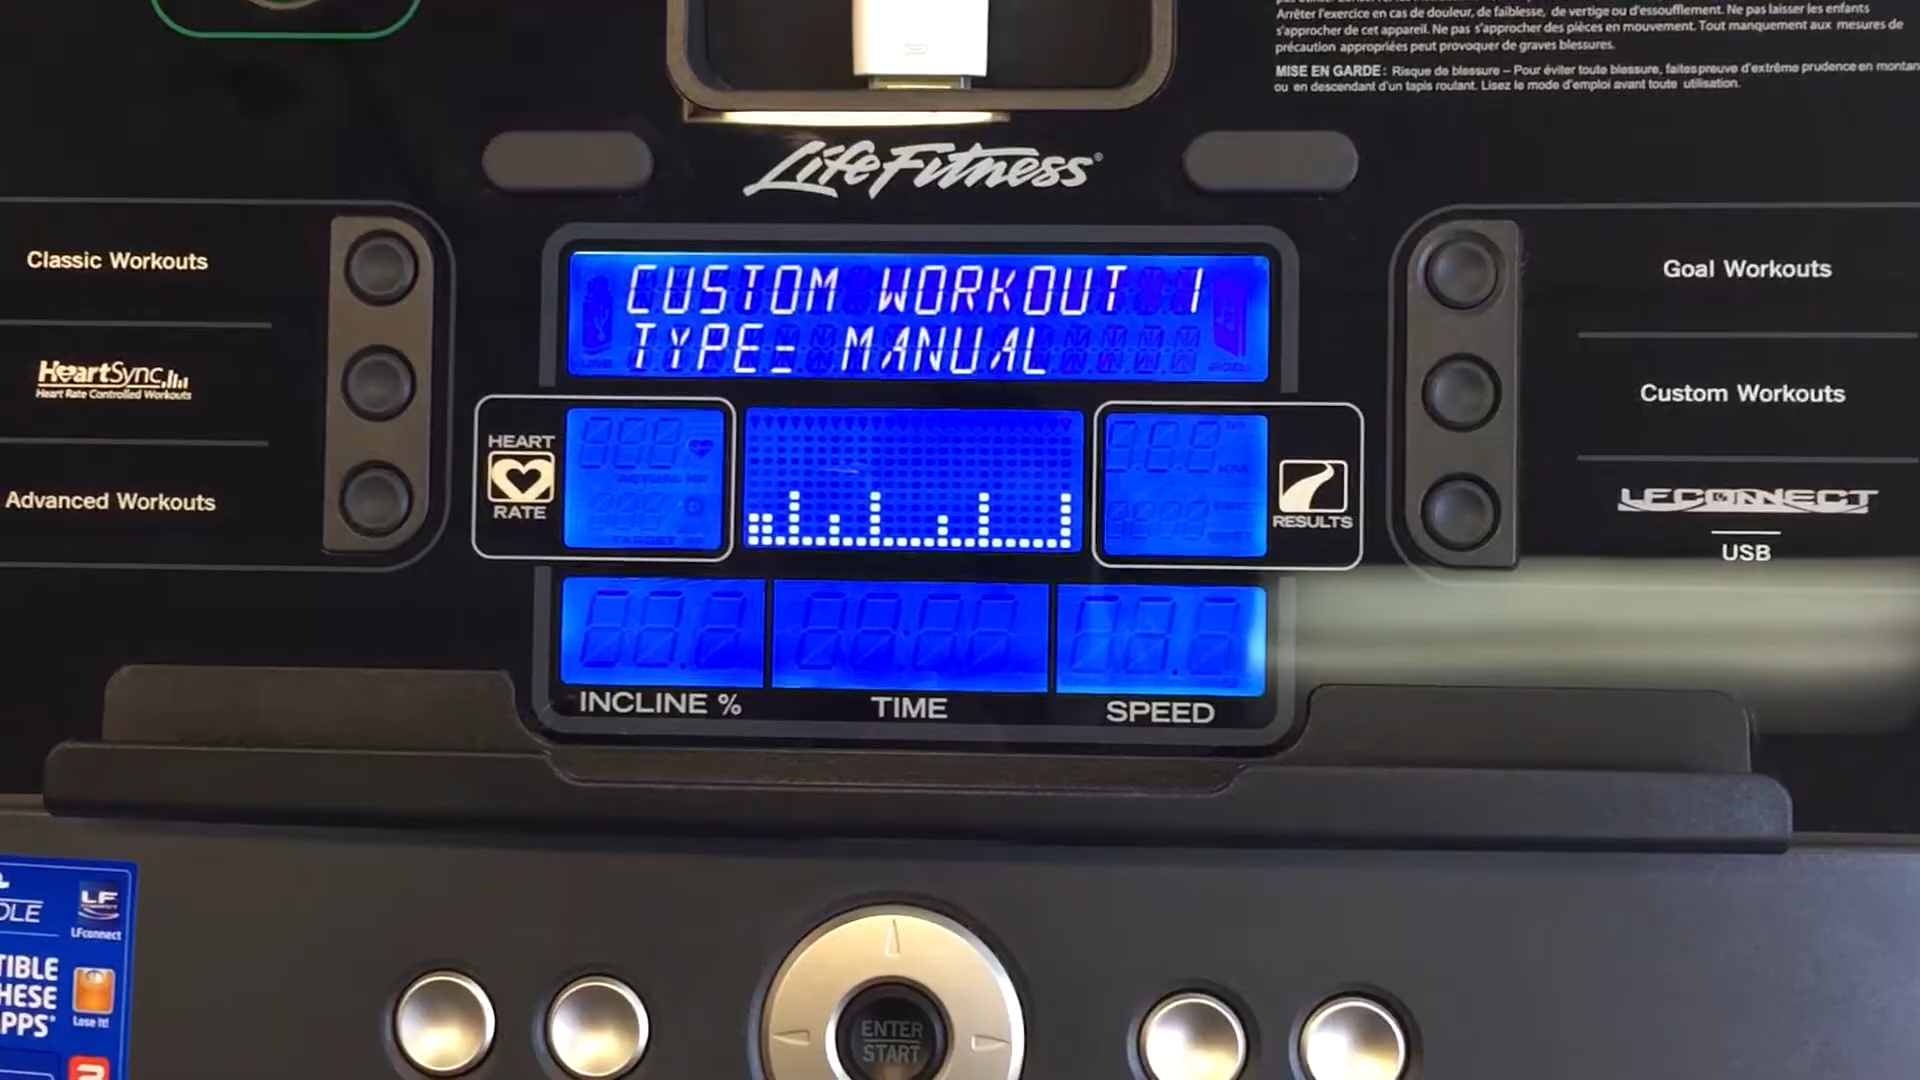 Arrêter l'exercice en cas de douleur, de faiblesse, de vertige ou d'essoufflement. Ne pas laisser les enfants
s'approcher de cet appareil. Ne pas s'approcher des pièces en mouvement. Tout manquement aux mesures de
précaution appropriées peut provoquer de graves blessures.
MISE EN GARDE : Risque de blessure – Pour éviter toute blessure, faites preuve d'extrême prudence en montan
ou en descendant d'un tapis roulant. Lisez le mode d'emploi avant toute utilisation.
LifeFitness®
Classic Workouts
HeartSync
Heart Rate Controlled Workouts
Advanced Workouts
CUSTOM WORKOUT 1
TYPE= MANUAL
HEART
RATE
RESULTS
INCLINE %
TIME
SPEED
Goal Workouts
Custom Workouts
LFCONNECT
USB
OLE
LF
LFconnect
TIBLE
HESE
PPS*
Lose It!
ENTER
START